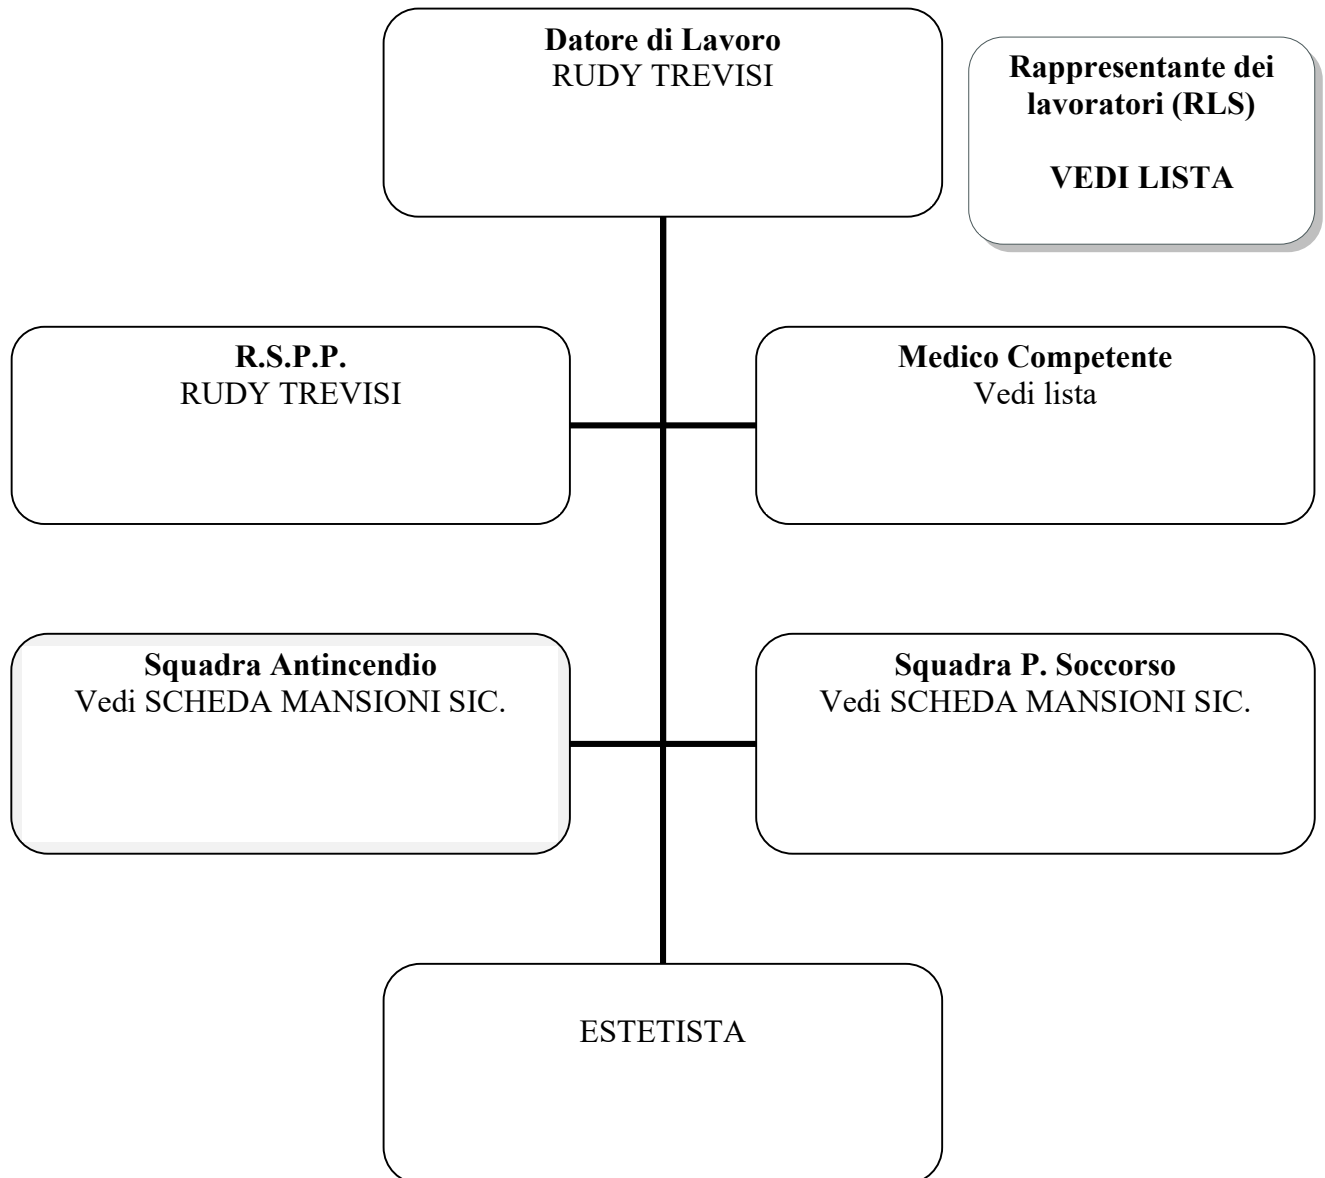 Datore di Lavoro
RUDY TREVISI
Rappresentante dei
lavoratori (RLS)
VEDI LISTA
R.S.P.P.
RUDY TREVISI
Medico Competente
Vedi lista
Squadra Antincendio
Vedi SCHEDA MANSIONI SIC.
Squadra P. Soccorso
Vedi SCHEDA MANSIONI SIC.
ESTETISTA